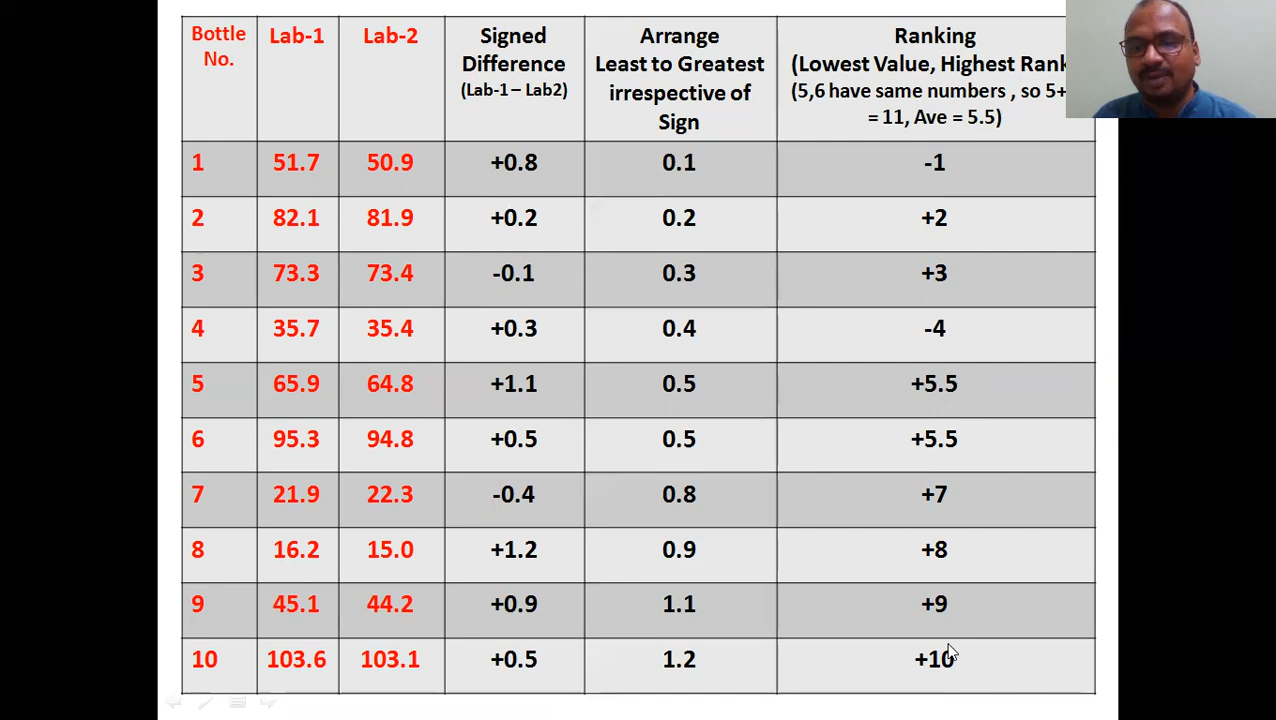 Bottle No. Lab-1 Lab-2 Signed Difference (Lab-1 – Lab2) Arrange Least to Greatest irrespective of Sign Ranking (Lowest Value, Highest Rank (5,6 have same numbers , so 5+ = 11, Ave = 5.5)
1 51.7 50.9 +0.8 0.1 -1
2 82.1 81.9 +0.2 0.2 +2
3 73.3 73.4 -0.1 0.3 +3
4 35.7 35.4 +0.3 0.4 -4
5 65.9 64.8 +1.1 0.5 +5.5
6 95.3 94.8 +0.5 0.5 +5.5
7 21.9 22.3 -0.4 0.8 +7
8 16.2 15.0 +1.2 0.9 +8
9 45.1 44.2 +0.9 1.1 +9
10 103.6 103.1 +0.5 1.2 +10